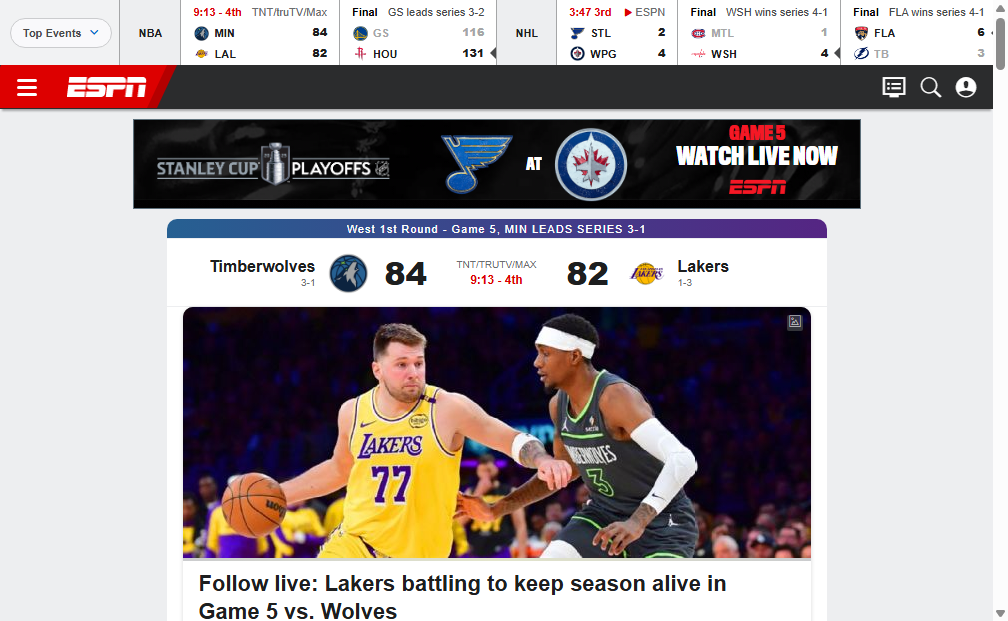 Top Events
NBA
9:13 - 4th TNT/truTV/Max
MIN 84
LAL 82
Final GS leads series 3-2
GS 116
HOU 131
NHL
3:47 3rd ESPN
STL 2
WPG 4
Final WSH wins series 4-1
MTL 1
WSH 4
Final FLA wins series 4-1
FLA 6
TB 3
ESPN
STANLEY CUP PLAYOFFS
AT
GAME 5
WATCH LIVE NOW
ESPN
West 1st Round - Game 5, MIN LEADS SERIES 3-1
Timberwolves
3-1
84
TNT/TRUTV/MAX
9:13 - 4th
82
Lakers
1-3
LAKERS
77
3
Follow live: Lakers battling to keep season alive in
Game 5 vs. Wolves